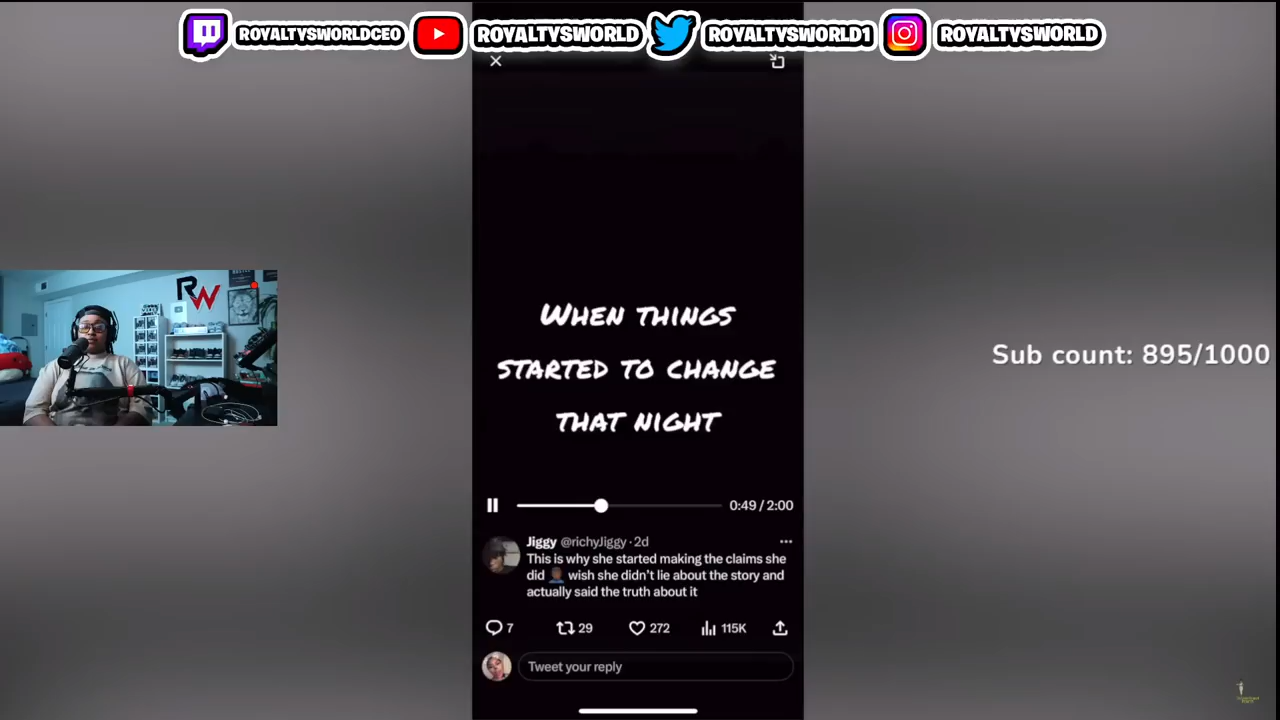 ROYALTYSWORLDCEO
ROYALTYSWORLD
ROYALTYSWORLD1
ROYALTYSWORLD
RW
WHEN THINGS
STARTED TO CHANGE
THAT NIGHT
Sub count: 895/1000
0:49 / 2:00
Jiggy @richyJiggy · 2d
This is why she started making the claims she
did 🤦🏾‍♂️ wish she didn't lie about the story and
actually said the truth about it
7 29 272 115K
Tweet your reply